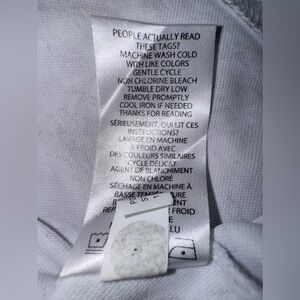 PEOPLE ACTUALLY READ
THESE TAGS?
MACHINE WASH COLD
WITH LIKE COLORS
GENTLE CYCLE
NON CHLORINE BLEACH
TUMBLE DRY LOW
REMOVE PROMPTLY
COOL IRON IF NEEDED
THANKS FOR READING
SÉRIEUSEMENT, QUI LIT CES
INSTRUCTIONS?
LAVAGE EN MACHINE
À FROID AVEC
DES COULEURS SIMILAIRES
CYCLE DÉLICAT
AGENT DE BLANCHIMENT
NON CHLORÉ
SÉCHAGE EN MACHINE À
BASSE
FROID
LU